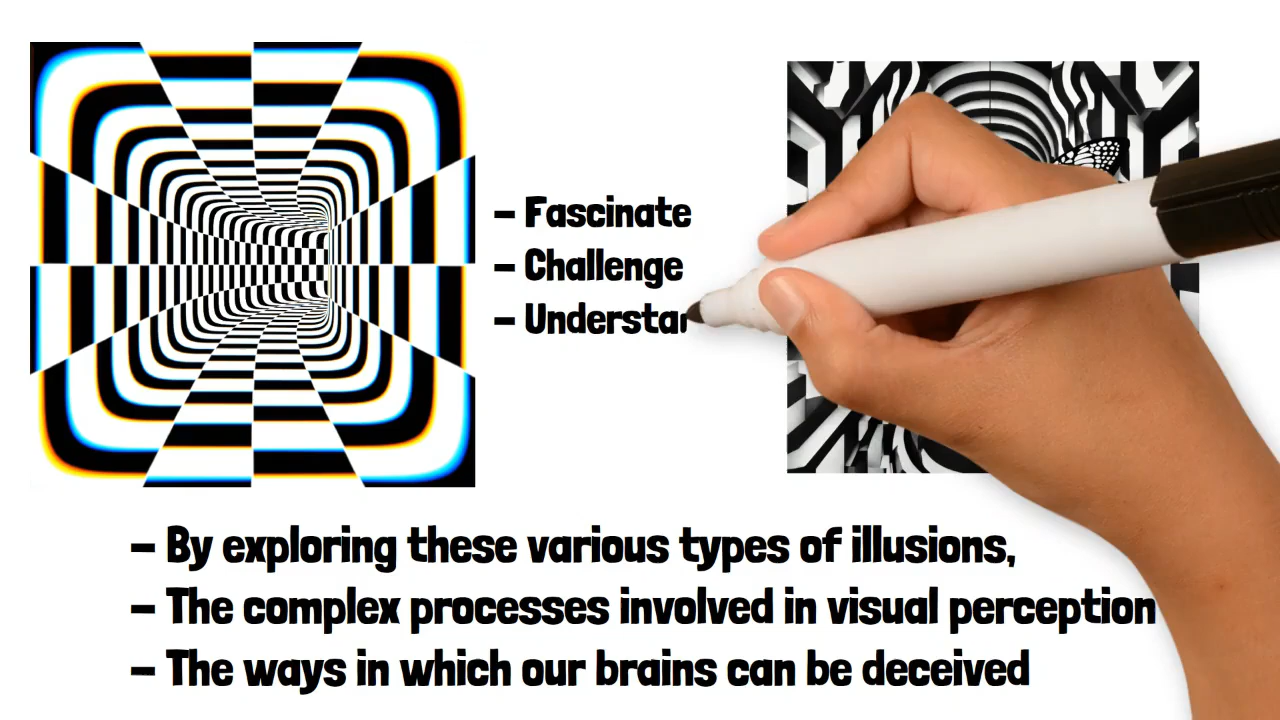 – Fascinate
– Challenge
– Understa
– By exploring these various types of illusions,
– The complex processes involved in visual perception
– The ways in which our brains can be deceived